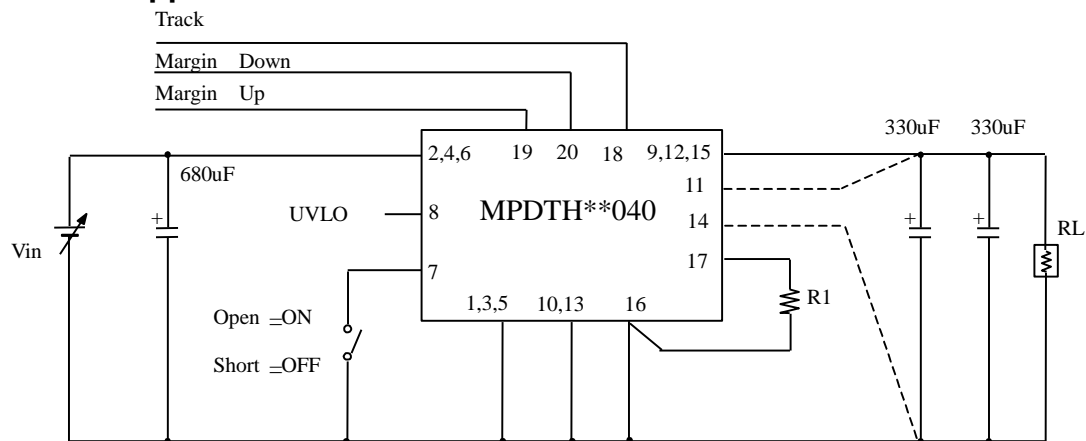 Track
Margin Down
Margin Up
330uF 330uF
2,4,6 19 20 18 9,12,15
680uF
11
UVLO 8 MPDTH**040
14
+ + +
RL
Vin
7 17
R1
1,3,5 10,13 16
Open =ON
Short =OFF